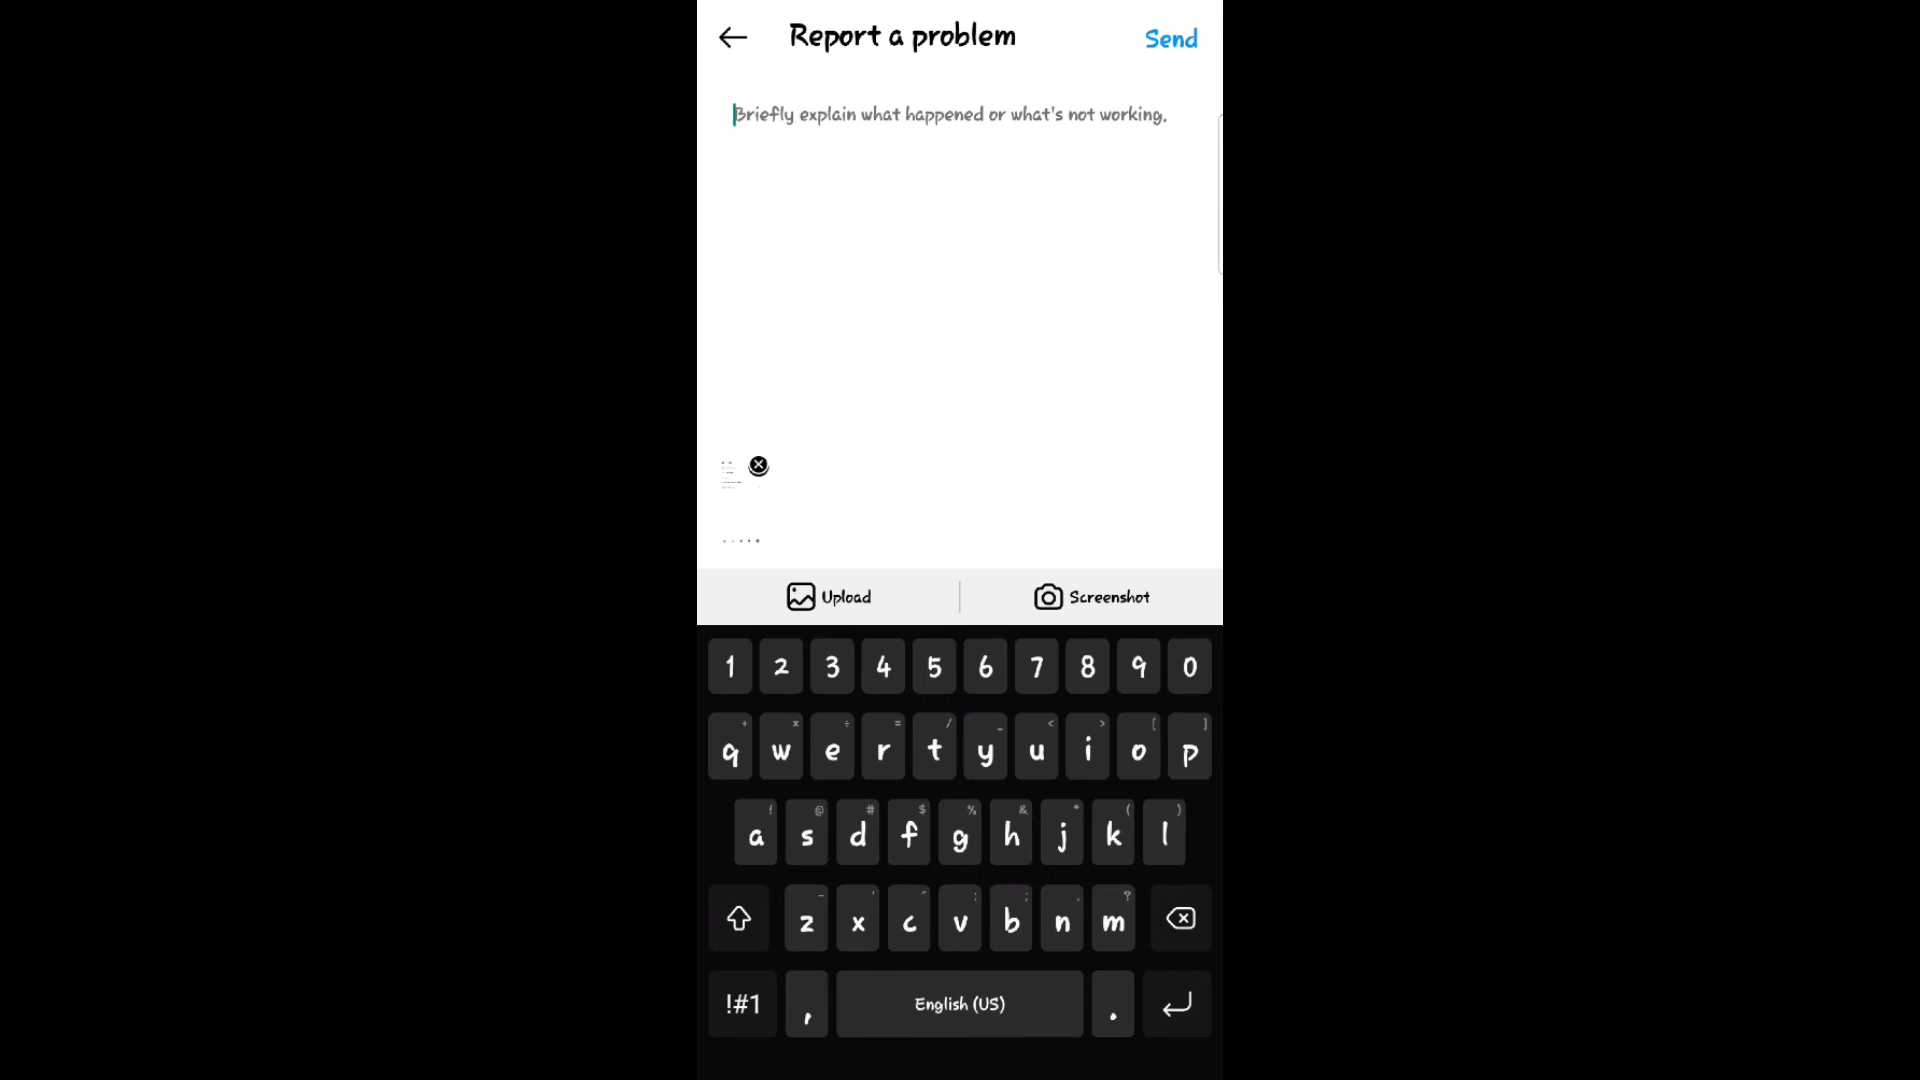 Report a problem
Send
Briefly explain what happened or what's not working.
Upload
Screenshot
1 2 3 4 5 6 7 8 9 0
+ × ÷ = / _ < > [ ]
q w e r t y u i o p
! @ # $ % & * ( )
a s d f g h j k l
- ' " : ; , ?
z x c v b n m
!#1 , English (US) .